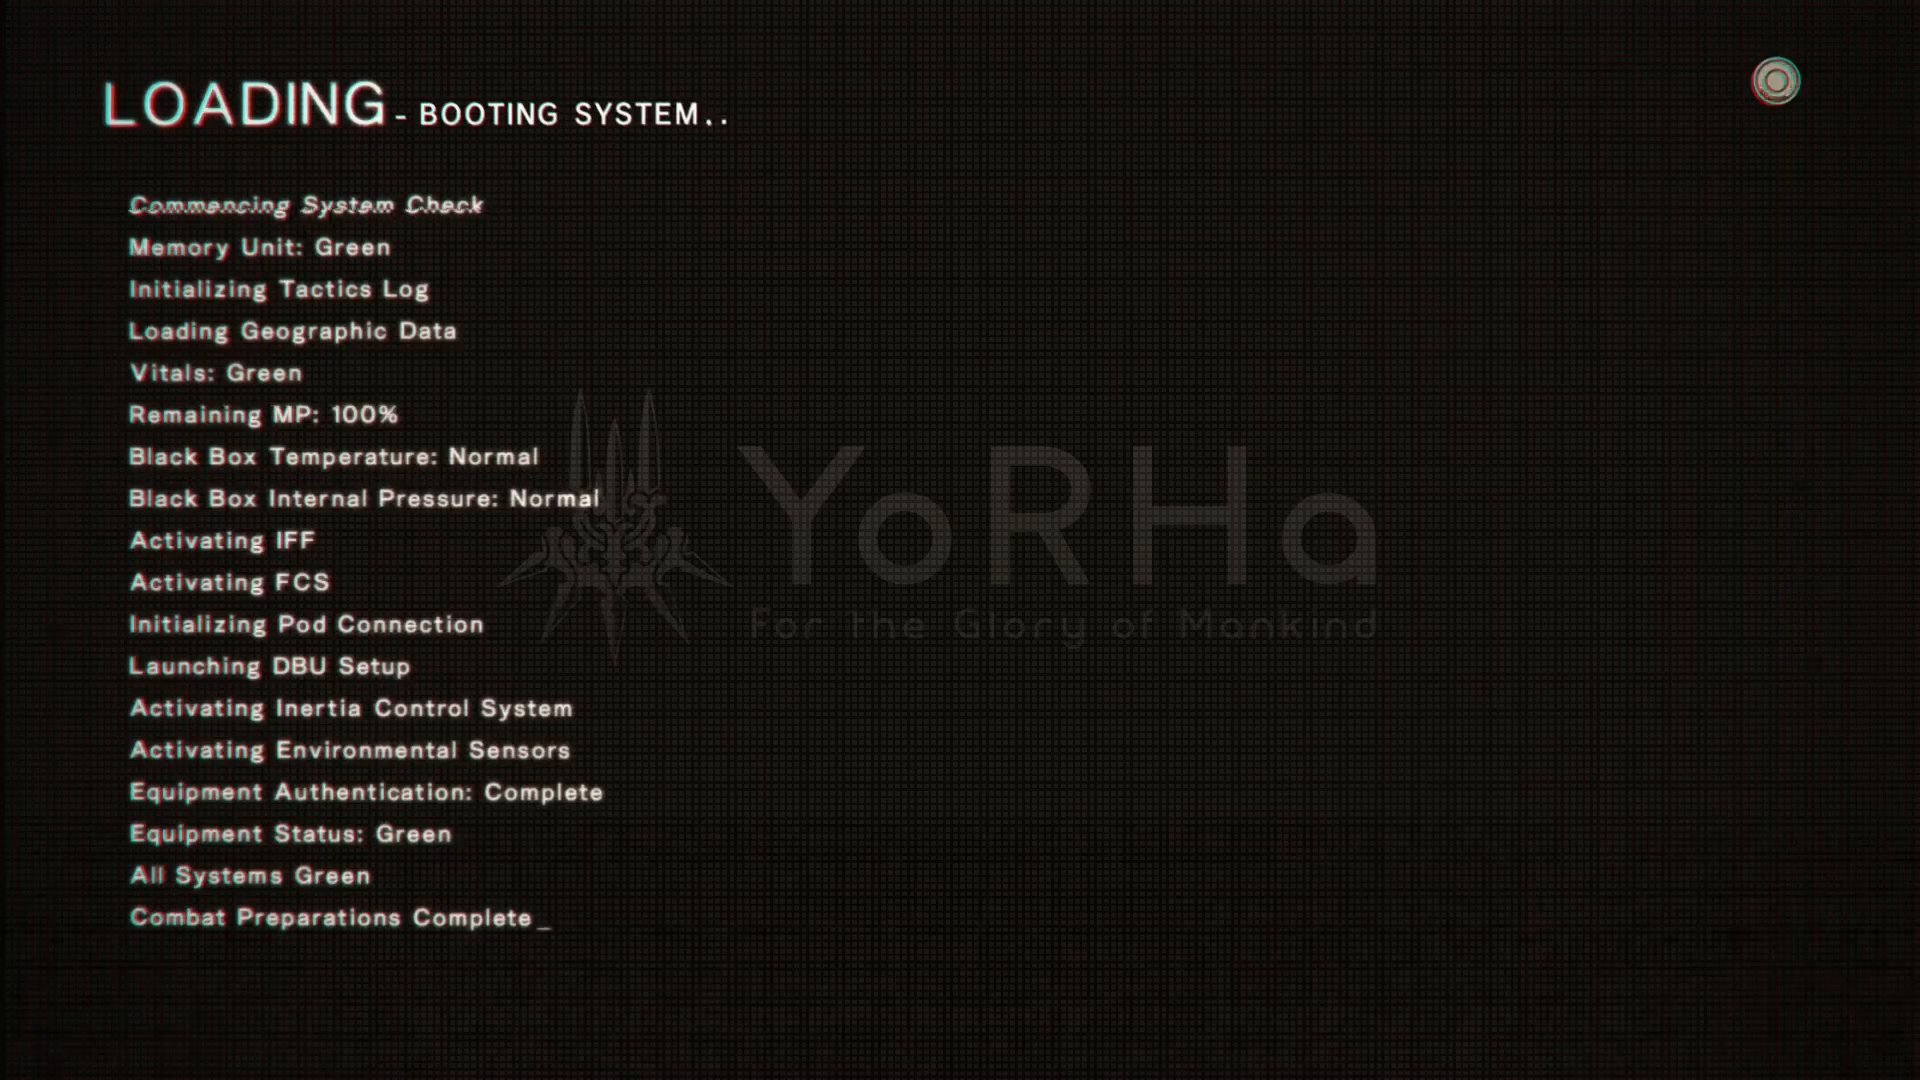 LOADING - BOOTING SYSTEM..
Commencing System Check
Memory Unit: Green
Initializing Tactics Log
Loading Geographic Data
Vitals: Green
Remaining MP: 100%
Black Box Temperature: Normal
Black Box Internal Pressure: Normal
Activating IFF
Activating FCS
Initializing Pod Connection
Launching DBU Setup
Activating Inertia Control System
Activating Environmental Sensors
Equipment Authentication: Complete
Equipment Status: Green
All Systems Green
Combat Preparations Complete_
YoRHa
For the Glory of Mankind